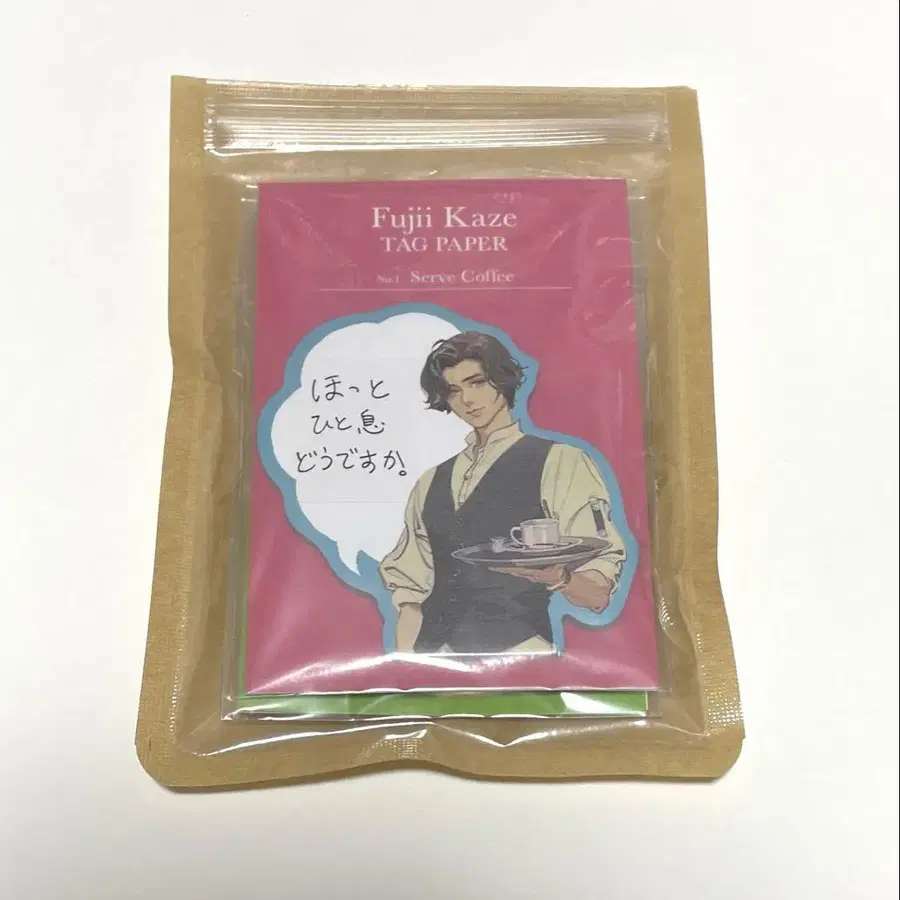 Fujii Kaze
TAG PAPER
No.1 Serve Coffee
ほっと
ひと息
どうですか。